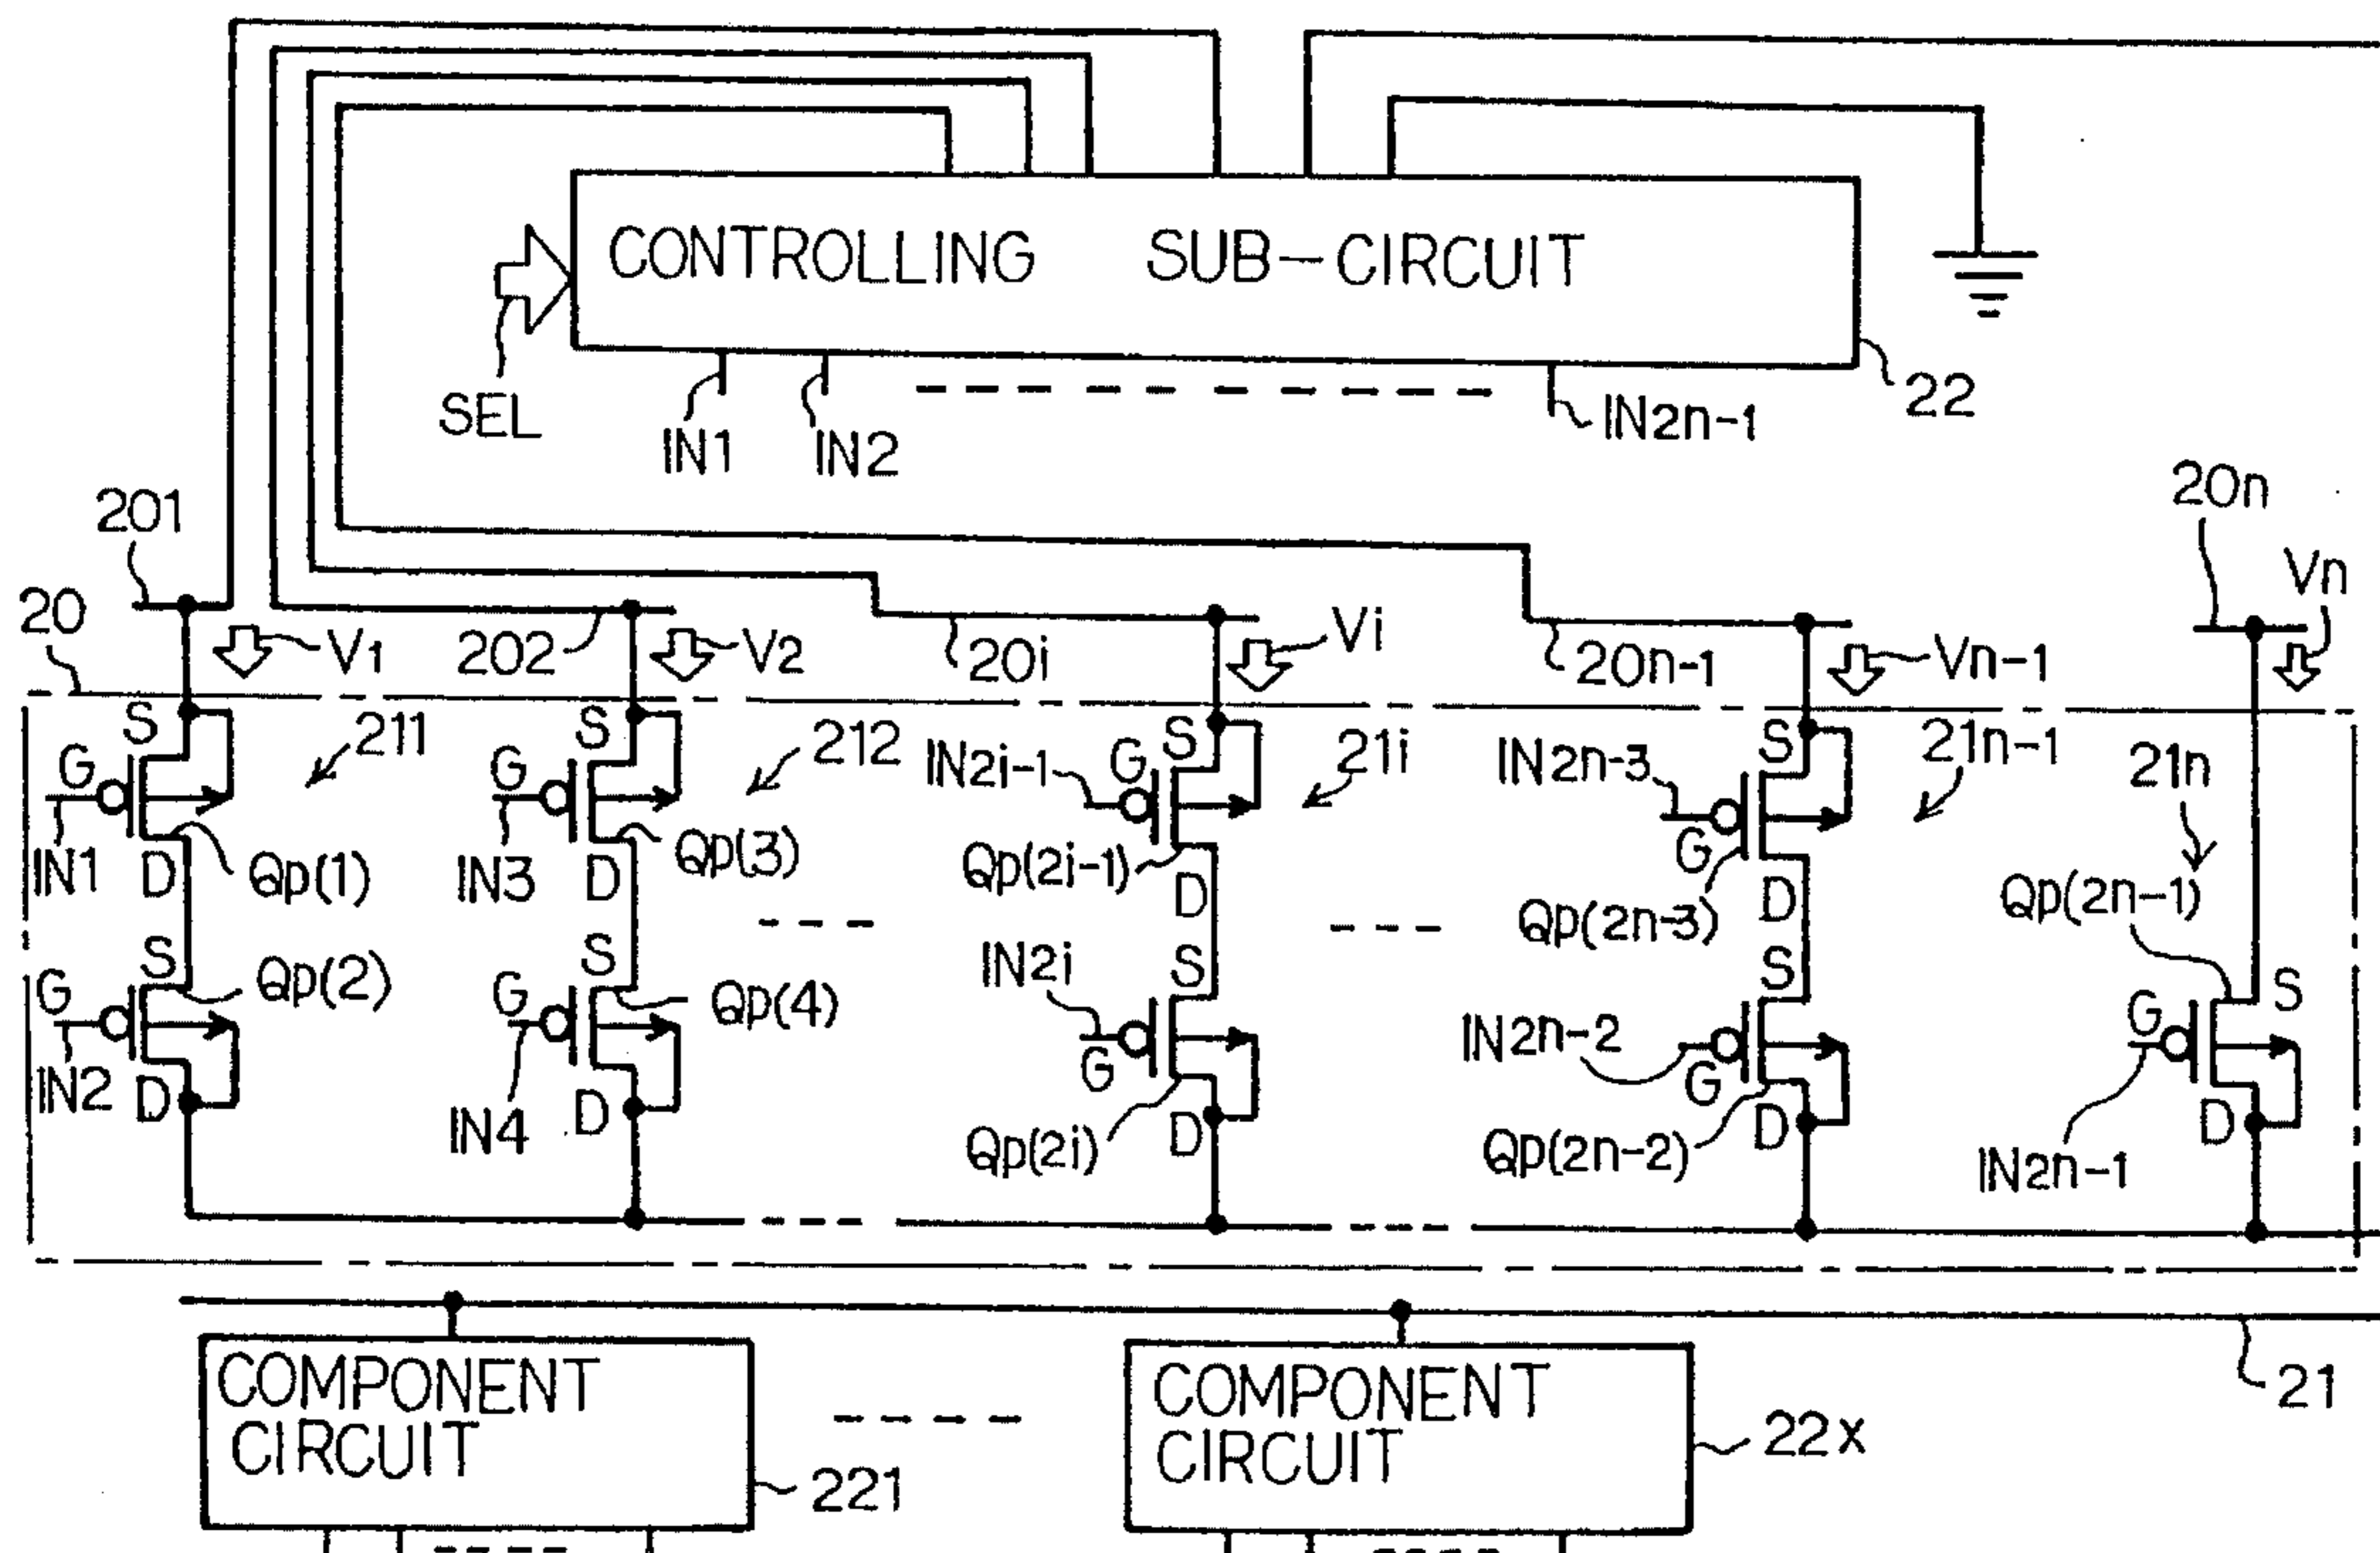 CONTROLLING SUB-CIRCUIT
SEL
IN1
IN2
IN2n-1
22
201
20n
20
V1
202
V2
20i
Vi
20n-1
Vn-1
Vn
S
211
S
212
IN2i-1
S
21i
IN2n-3
S
21n-1
21n
G
G
G
G
IN1
D
Qp(1)
IN3
D
Qp(3)
Qp(2i-1)
D
Qp(2n-3)
D
Qp(2n-1)
S
Qp(2)
S
Qp(4)
IN2i
S
S
S
G
G
G
IN2n-2
G
G
IN2
D
IN4
D
Qp(2i)
D
Qp(2n-2)
D
IN2n-1
D
COMPONENT
CIRCUIT
221
COMPONENT
CIRCUIT
22x
21